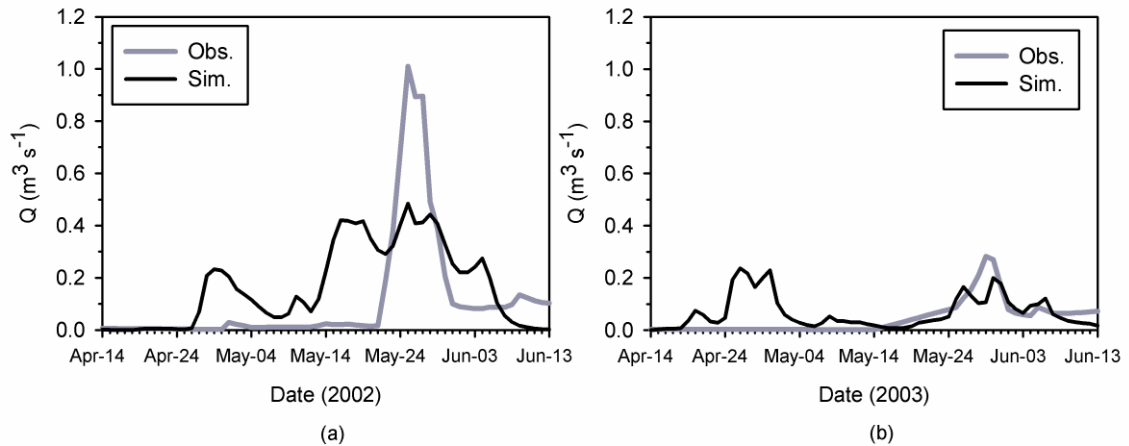 1.2
1.0
0.8
0.6
0.4
0.2
0.0
Q (m³ s⁻¹)
Obs.
Sim.
Apr-14 Apr-24 May-04 May-14 May-24 Jun-03 Jun-13
Date (2002)
(a)
1.2
1.0
0.8
0.6
0.4
0.2
0.0
Q (m³ s⁻¹)
Obs.
Sim.
Apr-14 Apr-24 May-04 May-14 May-24 Jun-03 Jun-13
Date (2003)
(b)